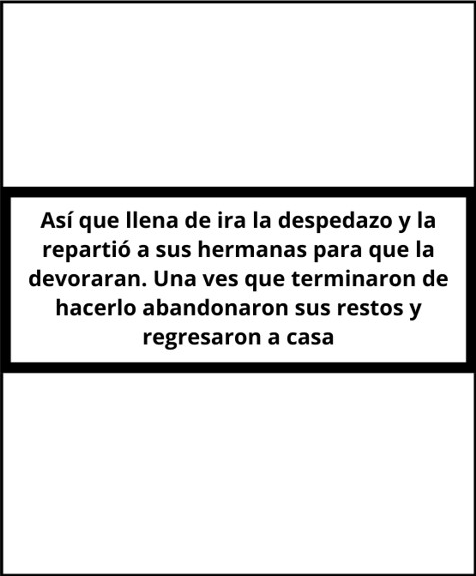 Así que llena de ira la despedazo y la
repartió a sus hermanas para que la
devoraran. Una ves que terminaron de
hacerlo abandonaron sus restos y
regresaron a casa